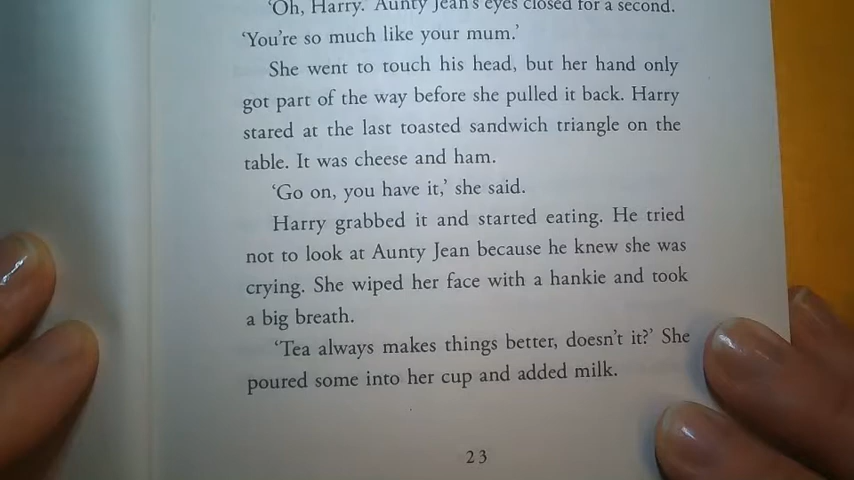 'Oh, Harry.' Aunty Jean's eyes closed for a second.
'You're so much like your mum.'
She went to touch his head, but her hand only
got part of the way before she pulled it back. Harry
stared at the last toasted sandwich triangle on the
table. It was cheese and ham.
'Go on, you have it,' she said.
Harry grabbed it and started eating. He tried
not to look at Aunty Jean because he knew she was
crying. She wiped her face with a hankie and took
a big breath.
'Tea always makes things better, doesn't it?' She
poured some into her cup and added milk.
23